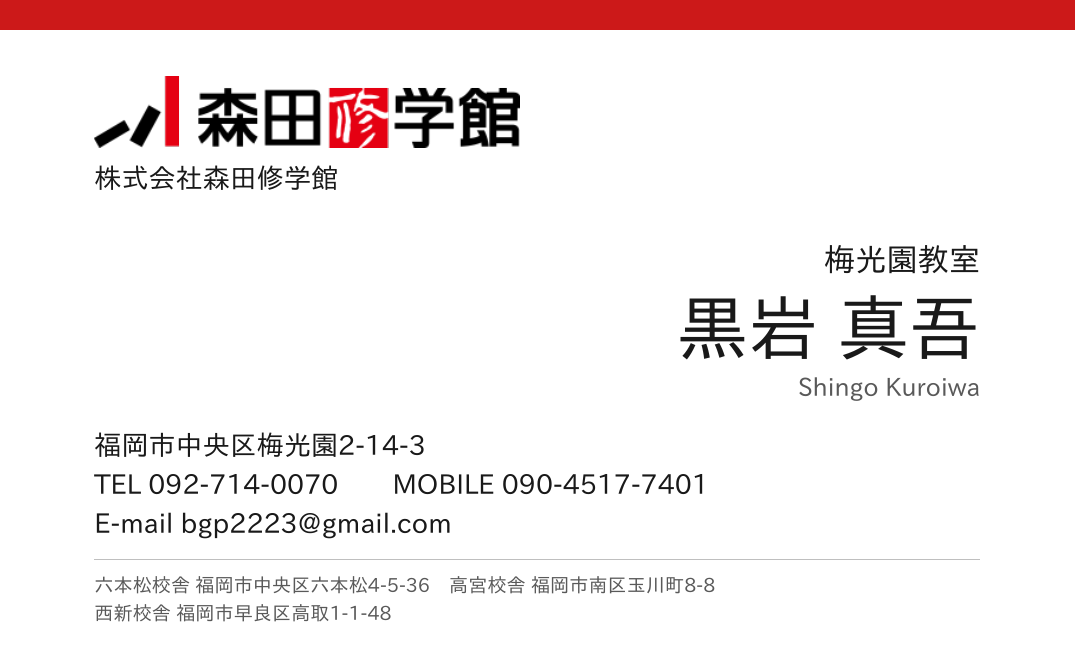 森田修学館
株式会社森田修学館
梅光園教室
黒岩 真吾
Shingo Kuroiwa
福岡市中央区梅光園2-14-3
TEL 092-714-0070　　MOBILE 090-4517-7401
E-mail bgp2223@gmail.com
六本松校舎 福岡市中央区六本松4-5-36　高宮校舎 福岡市南区玉川町8-8
西新校舎 福岡市早良区高取1-1-48